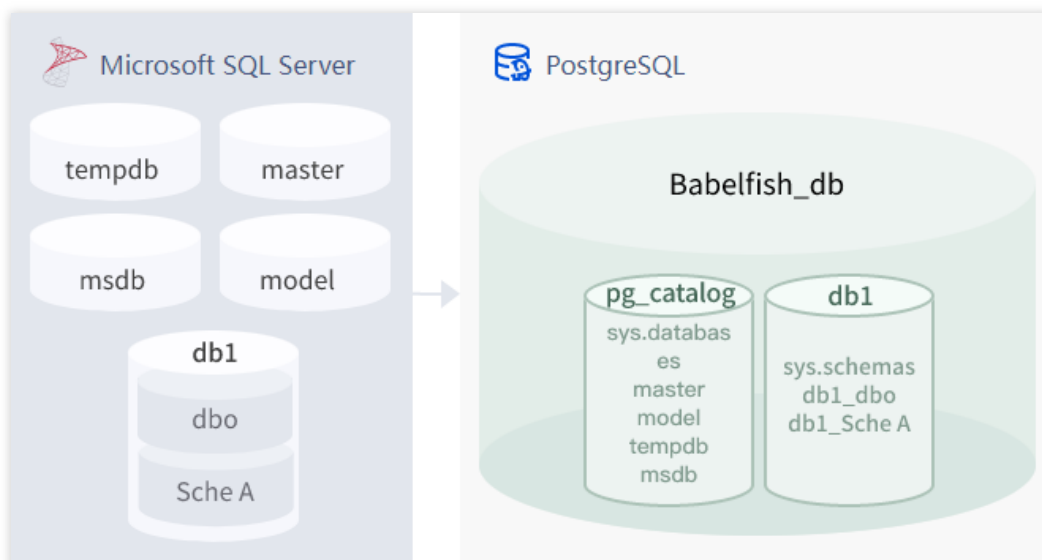 Microsoft SQL Server
tempdb
master
msdb
model
db1
dbo
Sche A
PostgreSQL
Babelfish_db
pg_catalog
sys.databas
es
master
model
tempdb
msdb
db1
sys.schemas
db1_dbo
db1_Sche A